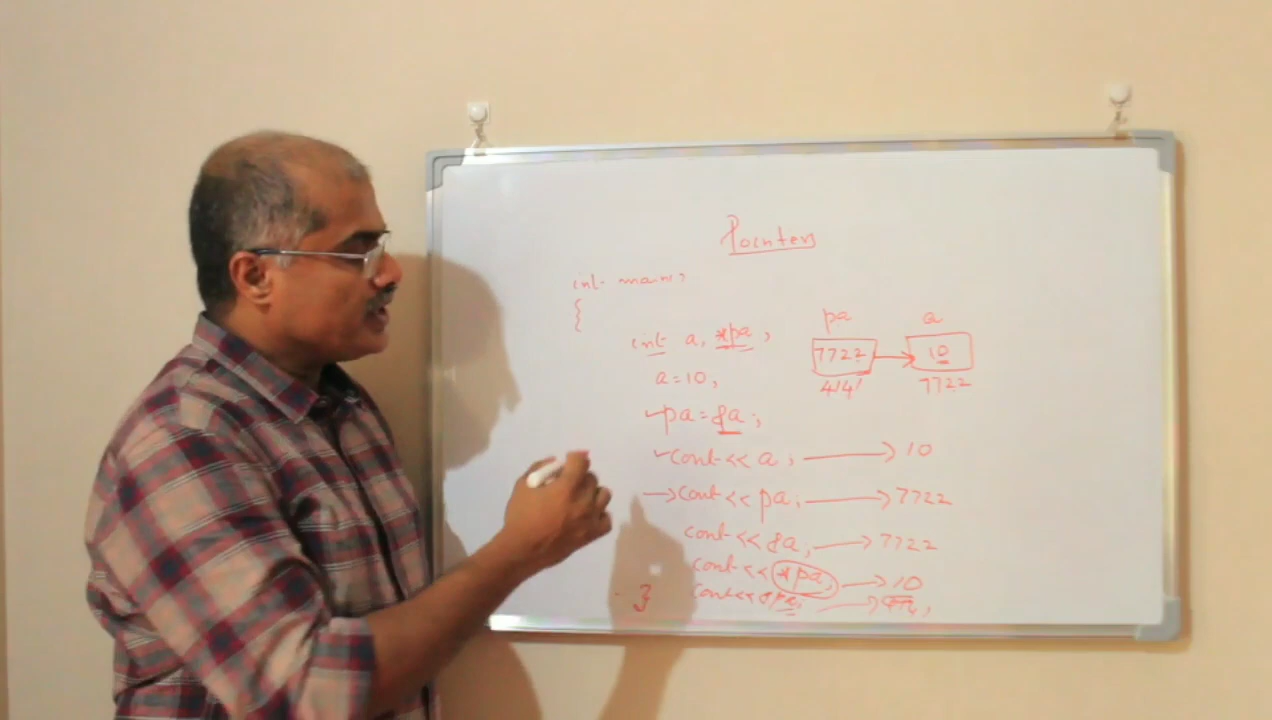 Pointers
int main()
{
int a, *pa;
pa
a
7722
10
4141
7722
a=10;
pa=&a;
cout<<a; 10
cout<<pa; 7722
cout<<&a; 7722
cout<<*pa; 10
} cout<<&pa;